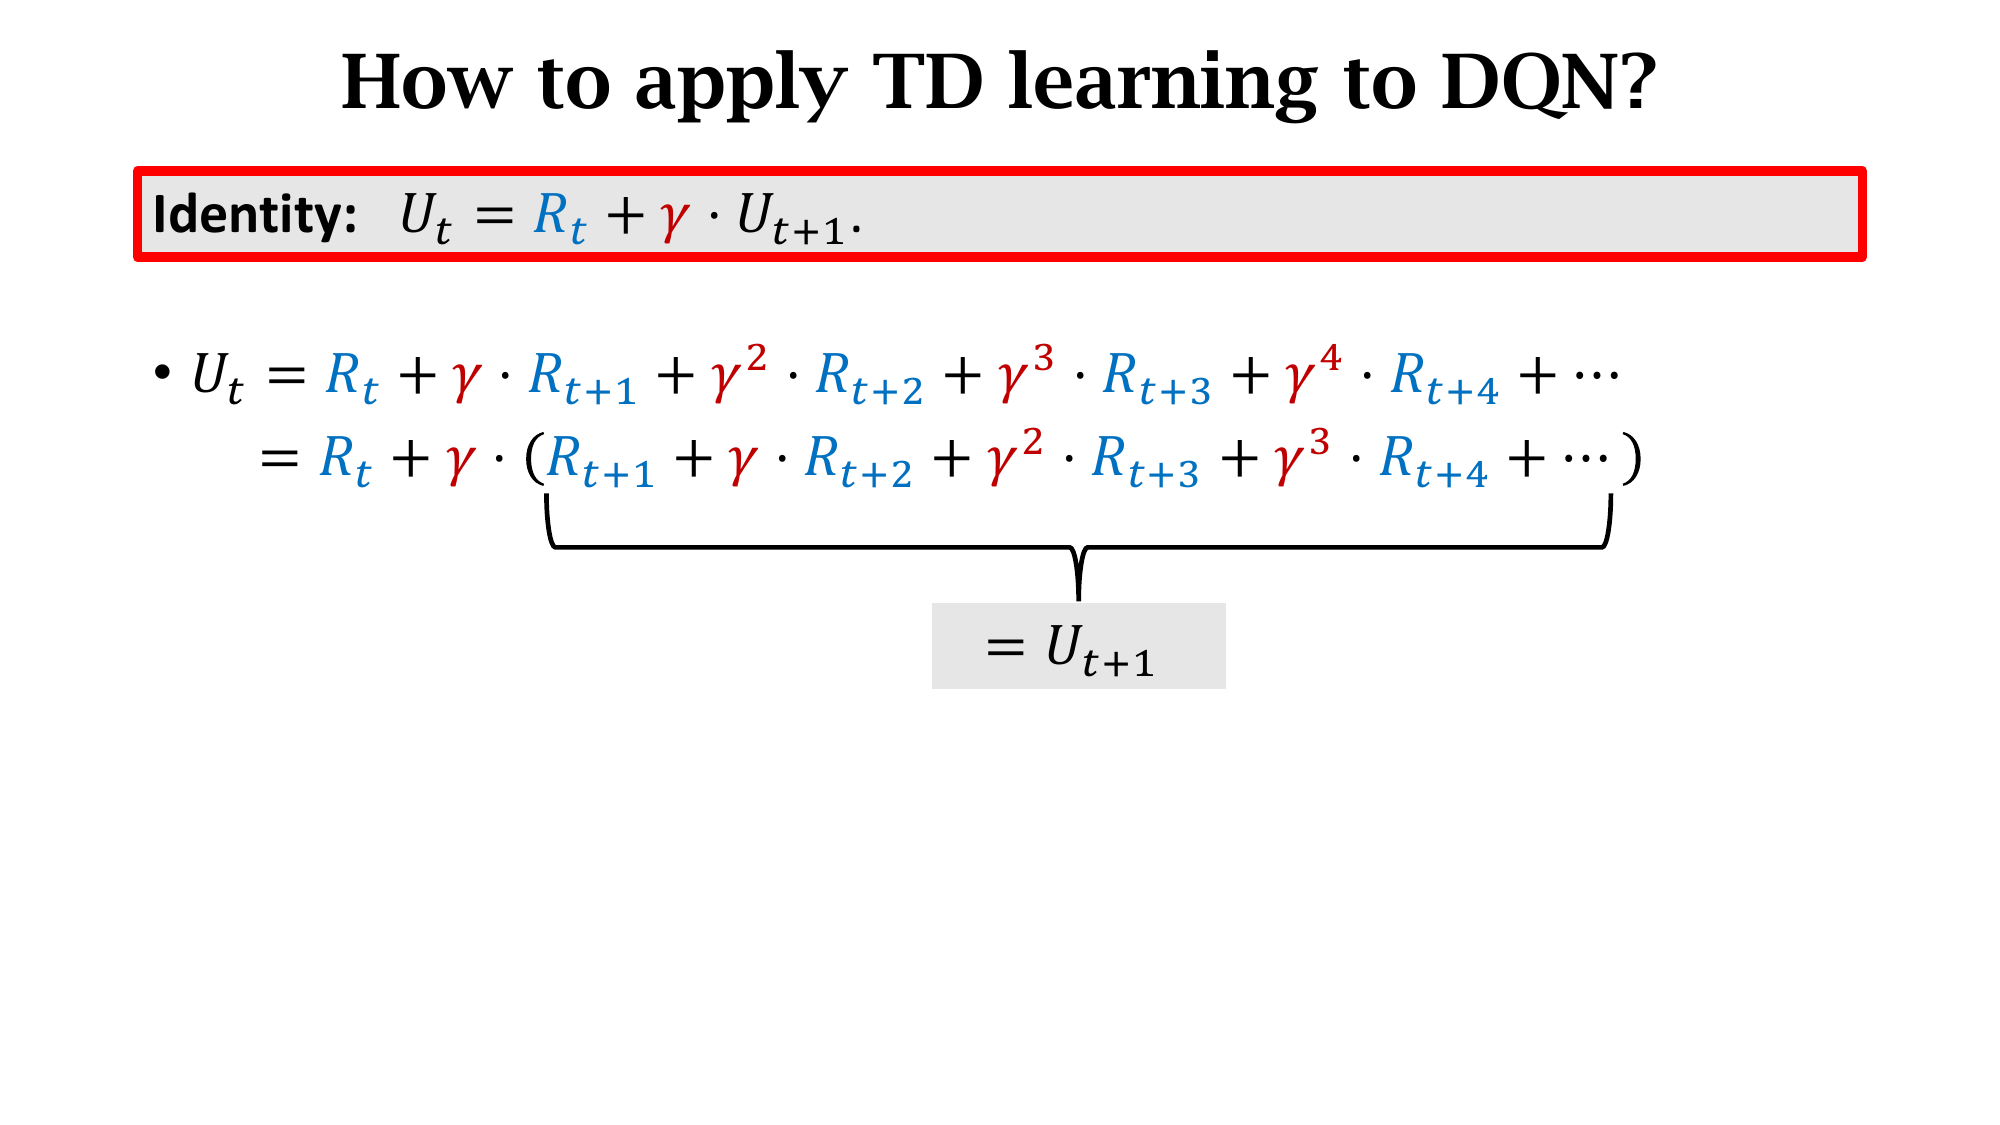 How to apply TD learning to DQN?
Identity: $U_t = R_t + \gamma \cdot U_{t+1}.$
• $U_t = R_t + \gamma \cdot R_{t+1} + \gamma^2 \cdot R_{t+2} + \gamma^3 \cdot R_{t+3} + \gamma^4 \cdot R_{t+4} + \cdots$
$= R_t + \gamma \cdot (R_{t+1} + \gamma \cdot R_{t+2} + \gamma^2 \cdot R_{t+3} + \gamma^3 \cdot R_{t+4} + \cdots)$
$= U_{t+1}$